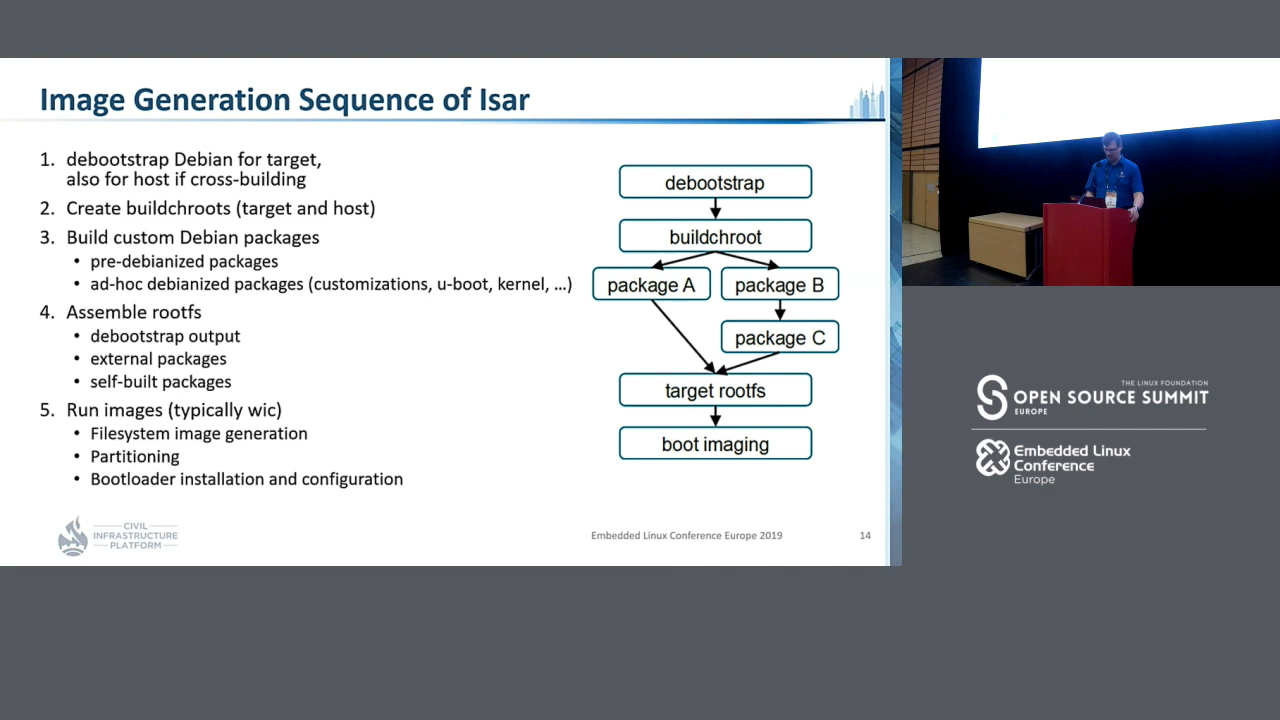 Image Generation Sequence of Isar
1. debootstrap Debian for target,
also for host if cross-building
2. Create buildchroots (target and host)
3. Build custom Debian packages
• pre-debianized packages
• ad-hoc debianized packages (customizations, u-boot, kernel, ...)
4. Assemble rootfs
• debootstrap output
• external packages
• self-built packages
5. Run images (typically wic)
• Filesystem image generation
• Partitioning
• Bootloader installation and configuration
debootstrap
buildchroot
package A
package B
package C
target rootfs
boot imaging
CIVIL
INFRASTRUCTURE
PLATFORM
Embedded Linux Conference Europe 2019
14
THE LINUX FOUNDATION
OPEN SOURCE SUMMIT
EUROPE
Embedded Linux
Conference
Europe